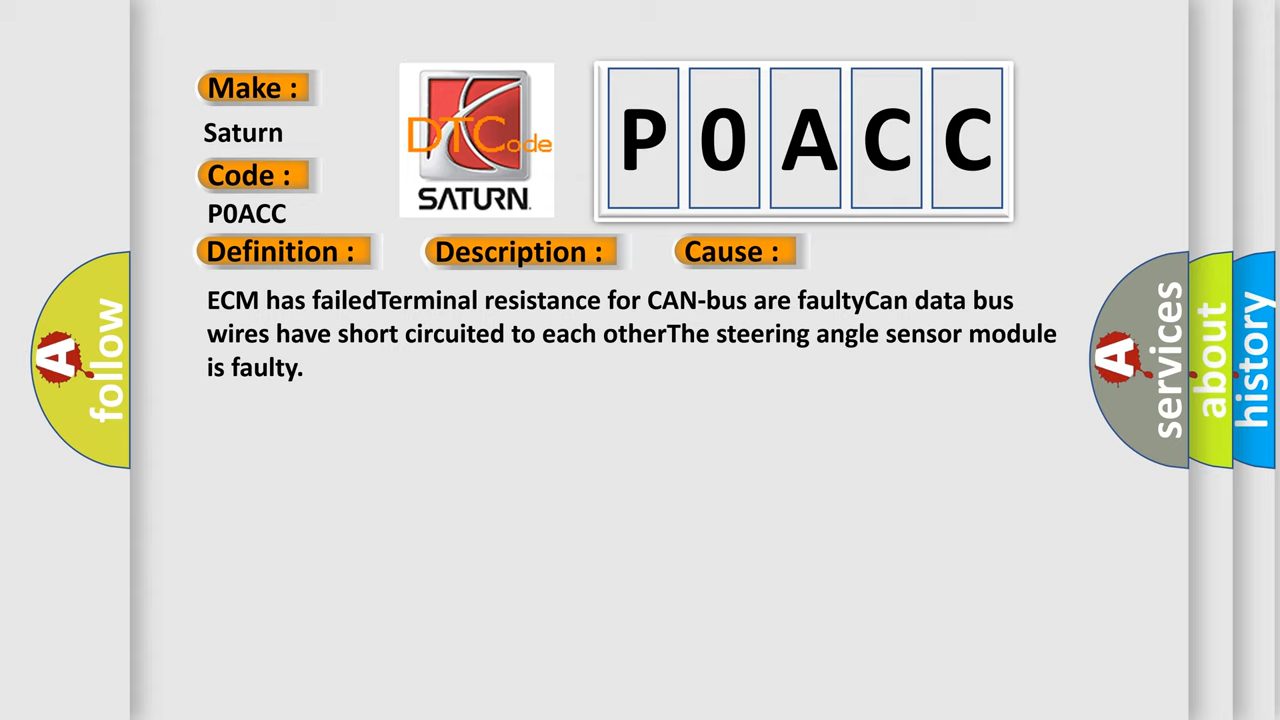 Make :
Saturn
Code :
P0ACC
DTCode
SATURN
P 0 A C C
Definition :
Description :
Cause :
ECM has failedTerminal resistance for CAN-bus are faultyCan data bus
wires have short circuited to each otherThe steering angle sensor module
is faulty.
A follow
A services
about
history